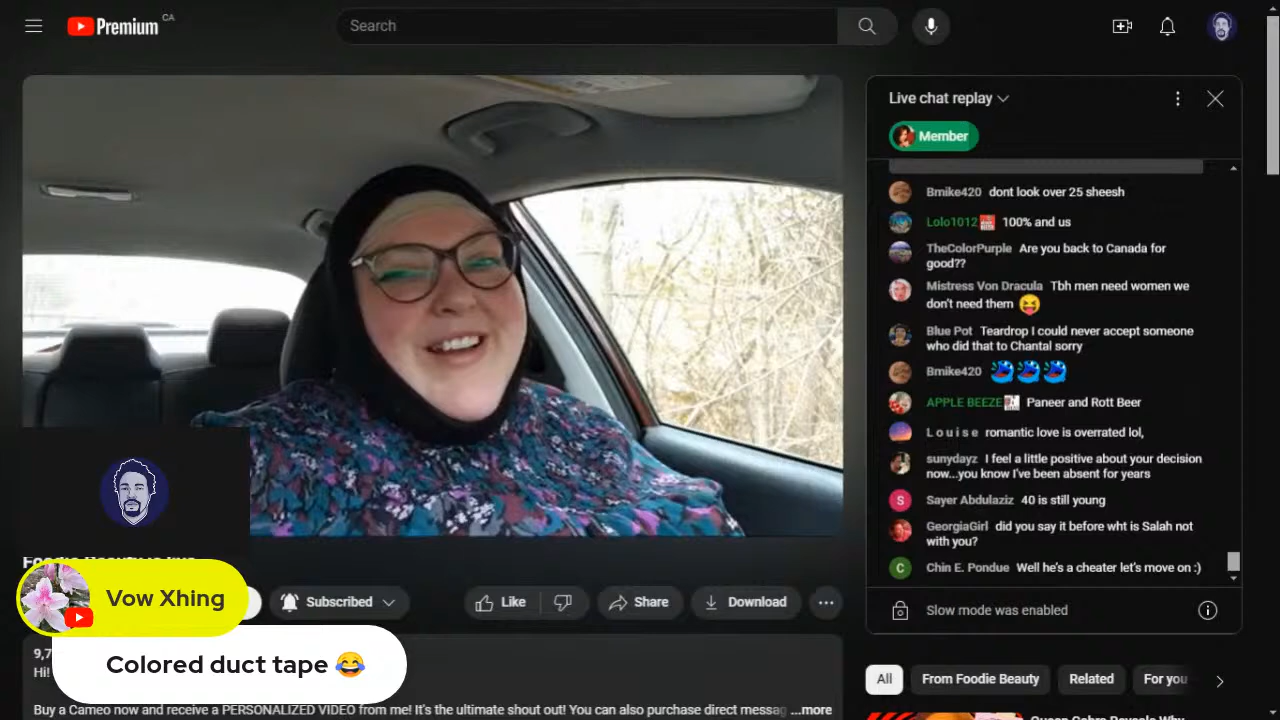 Premium CA
Search
Live chat replay
Member
Bmike420 dont look over 25 sheesh
Lolo1012 100% and us
TheColorPurple Are you back to Canada for
good??
Mistress Von Dracula Tbh men need women we
don't need them 😝
Blue Pot Teardrop I could never accept someone
who did that to Chantal sorry
Bmike420
APPLE BEEZE Paneer and Rott Beer
L o u i s e romantic love is overrated lol,
sunydayz I feel a little positive about your decision
now...you know I've been absent for years
S Sayer Abdulaziz 40 is still young
GeorgiaGirl did you say it before wht is Salah not
with you?
C Chin E. Pondue Well he's a cheater let's move on :)
Slow mode was enabled
Foodie Beauty is live
Vow Xhing
Subscribed
Like
Share
Download
Colored duct tape 😂
9,7
Hi!
Buy a Cameo now and receive a PERSONALIZED VIDEO from me! It's the ultimate shout out! You can also purchase direct messag ...more
All
From Foodie Beauty
Related
For you